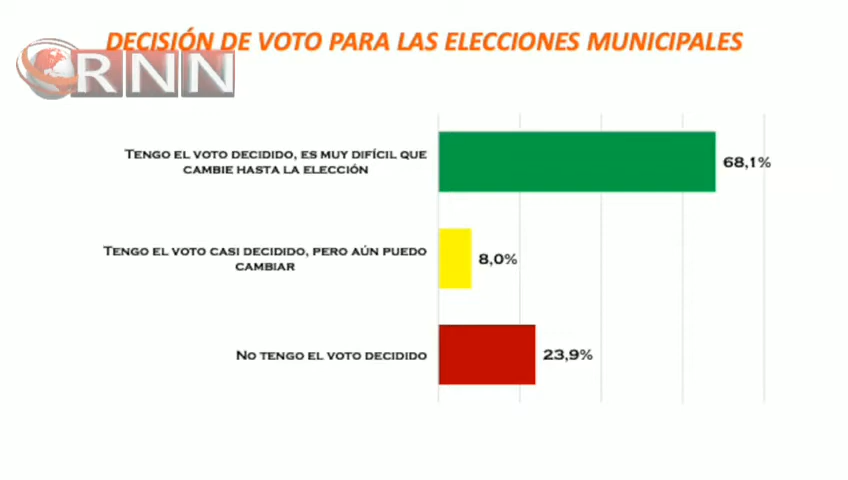 DECISIÓN DE VOTO PARA LAS ELECCIONES MUNICIPALES
RNN
TENGO EL VOTO DECIDIDO, ES MUY DIFÍCIL QUE
CAMBIE HASTA LA ELECCIÓN
68,1%
TENGO EL VOTO CASI DECIDIDO, PERO AÚN PUEDO
CAMBIAR
8,0%
NO TENGO EL VOTO DECIDIDO
23,9%